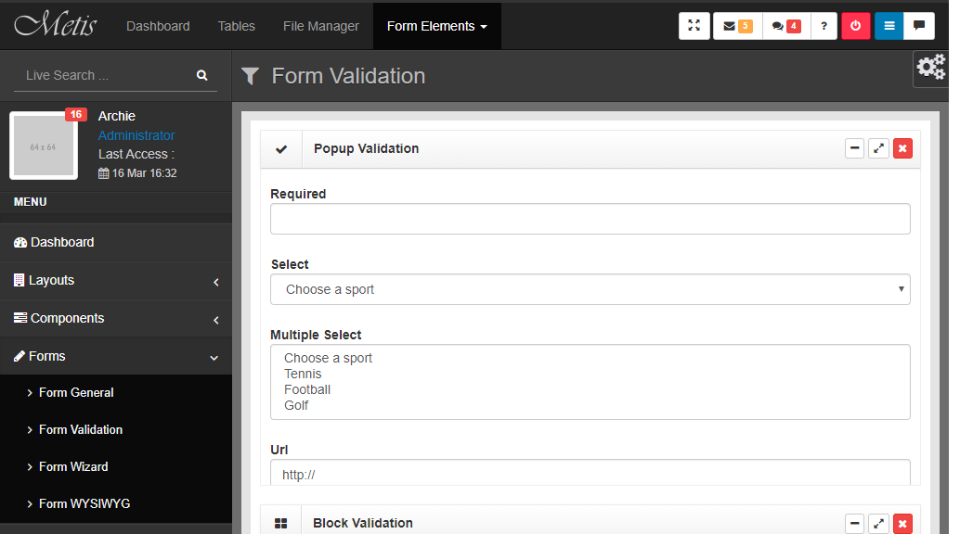 Metis Dashboard Tables File Manager Form Elements 5 4 ?
Live Search ...
Form Validation
64 x 64
16
Archie
Administrator
Last Access :
16 Mar 16:32
MENU
Dashboard
Layouts
Components
Forms
Form General
Form Validation
Form Wizard
Form WYSIWYG
Popup Validation
Required
Select
Choose a sport
Multiple Select
Choose a sport
Tennis
Football
Golf
Url
http://
Block Validation